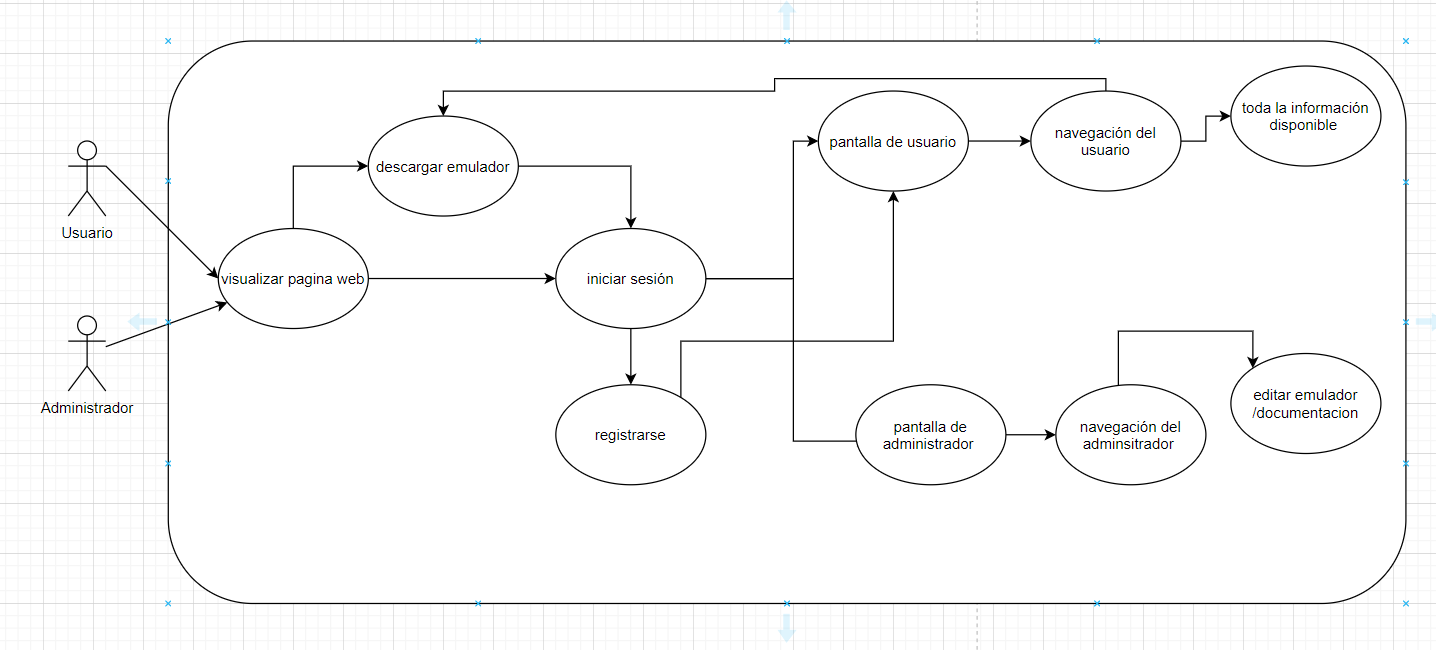 toda la información
disponible
navegación del
usuario
pantalla de usuario
descargar emulador
Usuario
visualizar pagina web
iniciar sesión
Administrador
editar emulador
/documentacion
pantalla de
administrador
navegación del
adminsitrador
registrarse